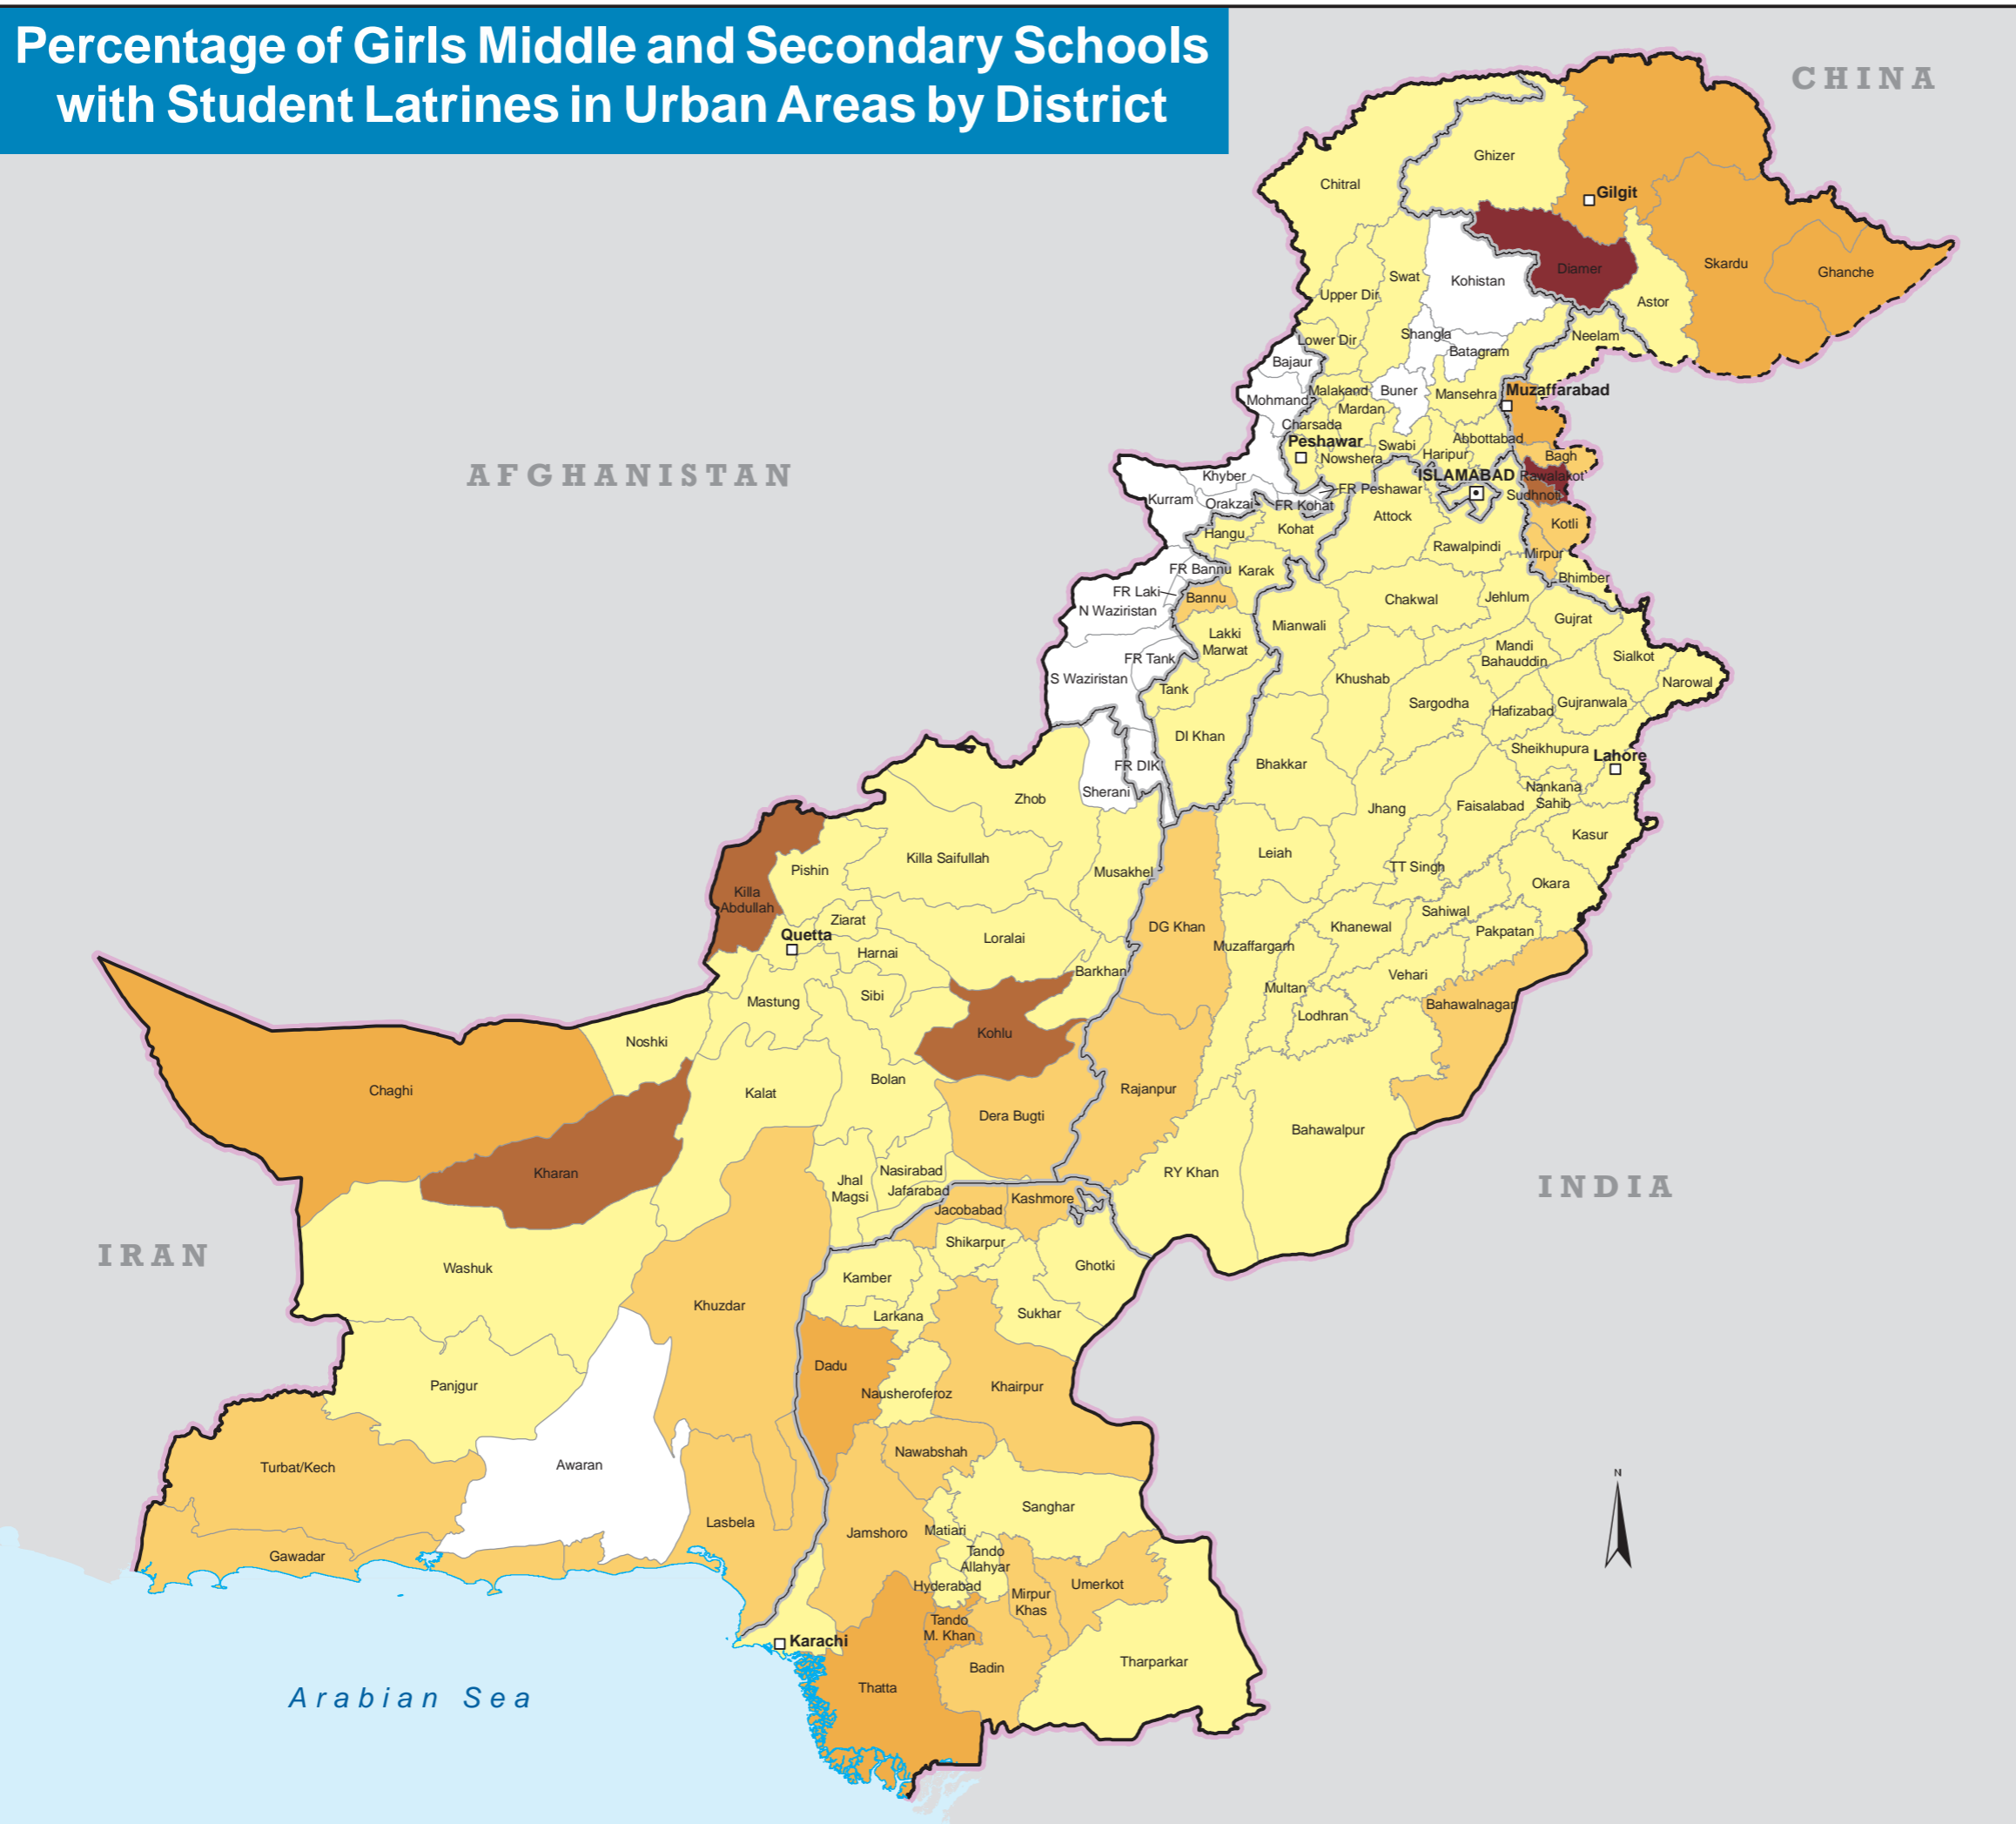 Percentage of Girls Middle and Secondary Schools
with Student Latrines in Urban Areas by District
CHINA
Ghizer
Chitral
Gilgit
Skardu
Ghanche
Diamer
Swat
Kohistan
Upper Dir
Astor
Shangla
Neelam
Lower Dir
Batagram
Bajaur
Malakand
Buner
Mansehra
Muzaffarabad
Mohmand
Mardan
Charsada
Abbottabad
Peshawar
Swabi
Haripur
Bagh
Nowshera
AFGHANISTAN
Khyber
ISLAMABAD
Rawalakot
FR Peshawar
Sudhnoti
Kurram
Orakzai
FR Kohat
Attock
Kotli
Hangu
Kohat
Rawalpindi
Mirpur
FR Bannu
Karak
Bhimber
FR Laki
Bannu
Chakwal
Jehlum
N Waziristan
Gujrat
Mianwali
Lakki
Marwat
Mandi
Bahauddin
Sialkot
FR Tank
S Waziristan
Khushab
Narowal
Tank
Sargodha
Hafizabad
Gujranwala
DI Khan
Sheikhupura
Lahore
FR DIK
Bhakkar
Nankana
Sahib
Sherani
Zhob
Jhang
Faisalabad
Kasur
Leiah
Killa Saifullah
Pishin
Musakhel
TT Singh
Okara
Killa
Abdullah
Ziarat
Sahiwal
DG Khan
Khanewal
Pakpatan
Quetta
Loralai
Muzaffargarh
Harnai
Barkhan
Vehari
Mastung
Sibi
Multan
Bahawalnagar
Lodhran
Kohlu
Noshki
Bolan
Chaghi
Kalat
Rajanpur
Dera Bugti
Bahawalpur
Kharan
Nasirabad
RY Khan
Jhal
Magsi
Jafarabad
Kashmore
INDIA
Jacobabad
IRAN
Shikarpur
Washuk
Kamber
Ghotki
Khuzdar
Larkana
Sukhar
Dadu
Panjgur
Nausheroferoz
Khairpur
Nawabshah
Turbat/Kech
Awaran
N
Sanghar
Lasbela
Jamshoro
Matiari
Gawadar
Tando
Allahyar
Hyderabad
Umerkot
Mirpur
Khas
Tando
M. Khan
Karachi
Tharparkar
Badin
Thatta
Arabian Sea